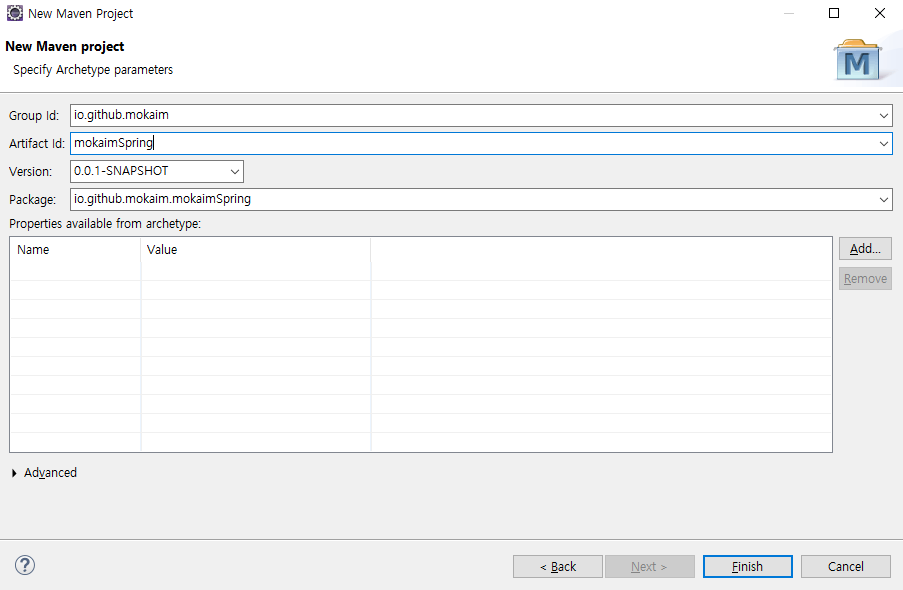 New Maven Project
New Maven project
Specify Archetype parameters
M
Group Id: io.github.mokaim
Artifact Id: mokaimSpring
Version: 0.0.1-SNAPSHOT
Package: io.github.mokaim.mokaimSpring
Properties available from archetype:
Name Value
Add...
Remove
Advanced
? < Back Next > Finish Cancel